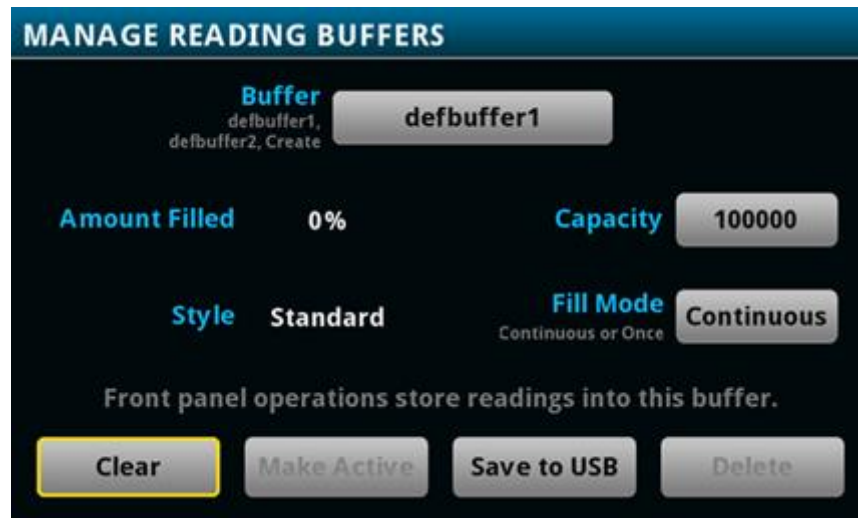 MANAGE READING BUFFERS
Buffer
defbuffer1,
defbuffer2, Create
defbuffer1
Amount Filled
0%
Capacity
100000
Style
Standard
Fill Mode
Continuous or Once
Continuous
Front panel operations store readings into this buffer.
Clear
Make Active
Save to USB
Delete